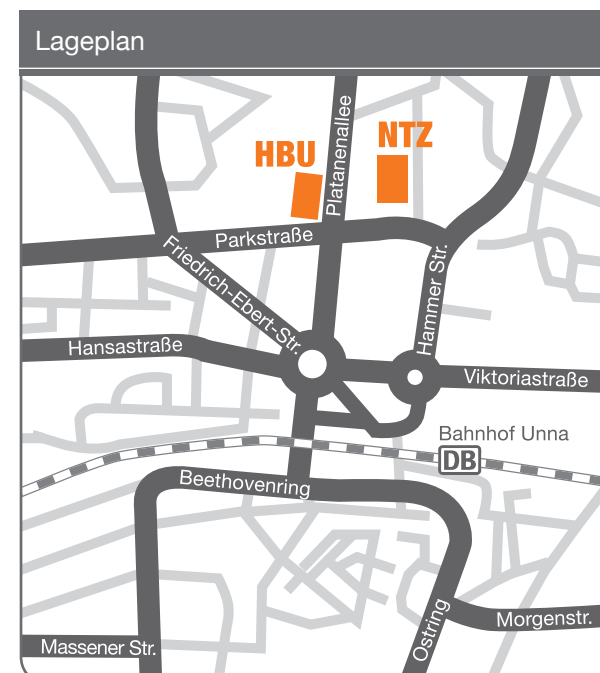 Lageplan
Platanenallee
NTZ
HBU
Parkstraße
Friedrich-Ebert-Str.
Hammer Str.
Hansastraße
Viktoriastraße
Bahnhof Unna
DB
Beethovenring
Ostring
Morgenstr.
Massener Str.